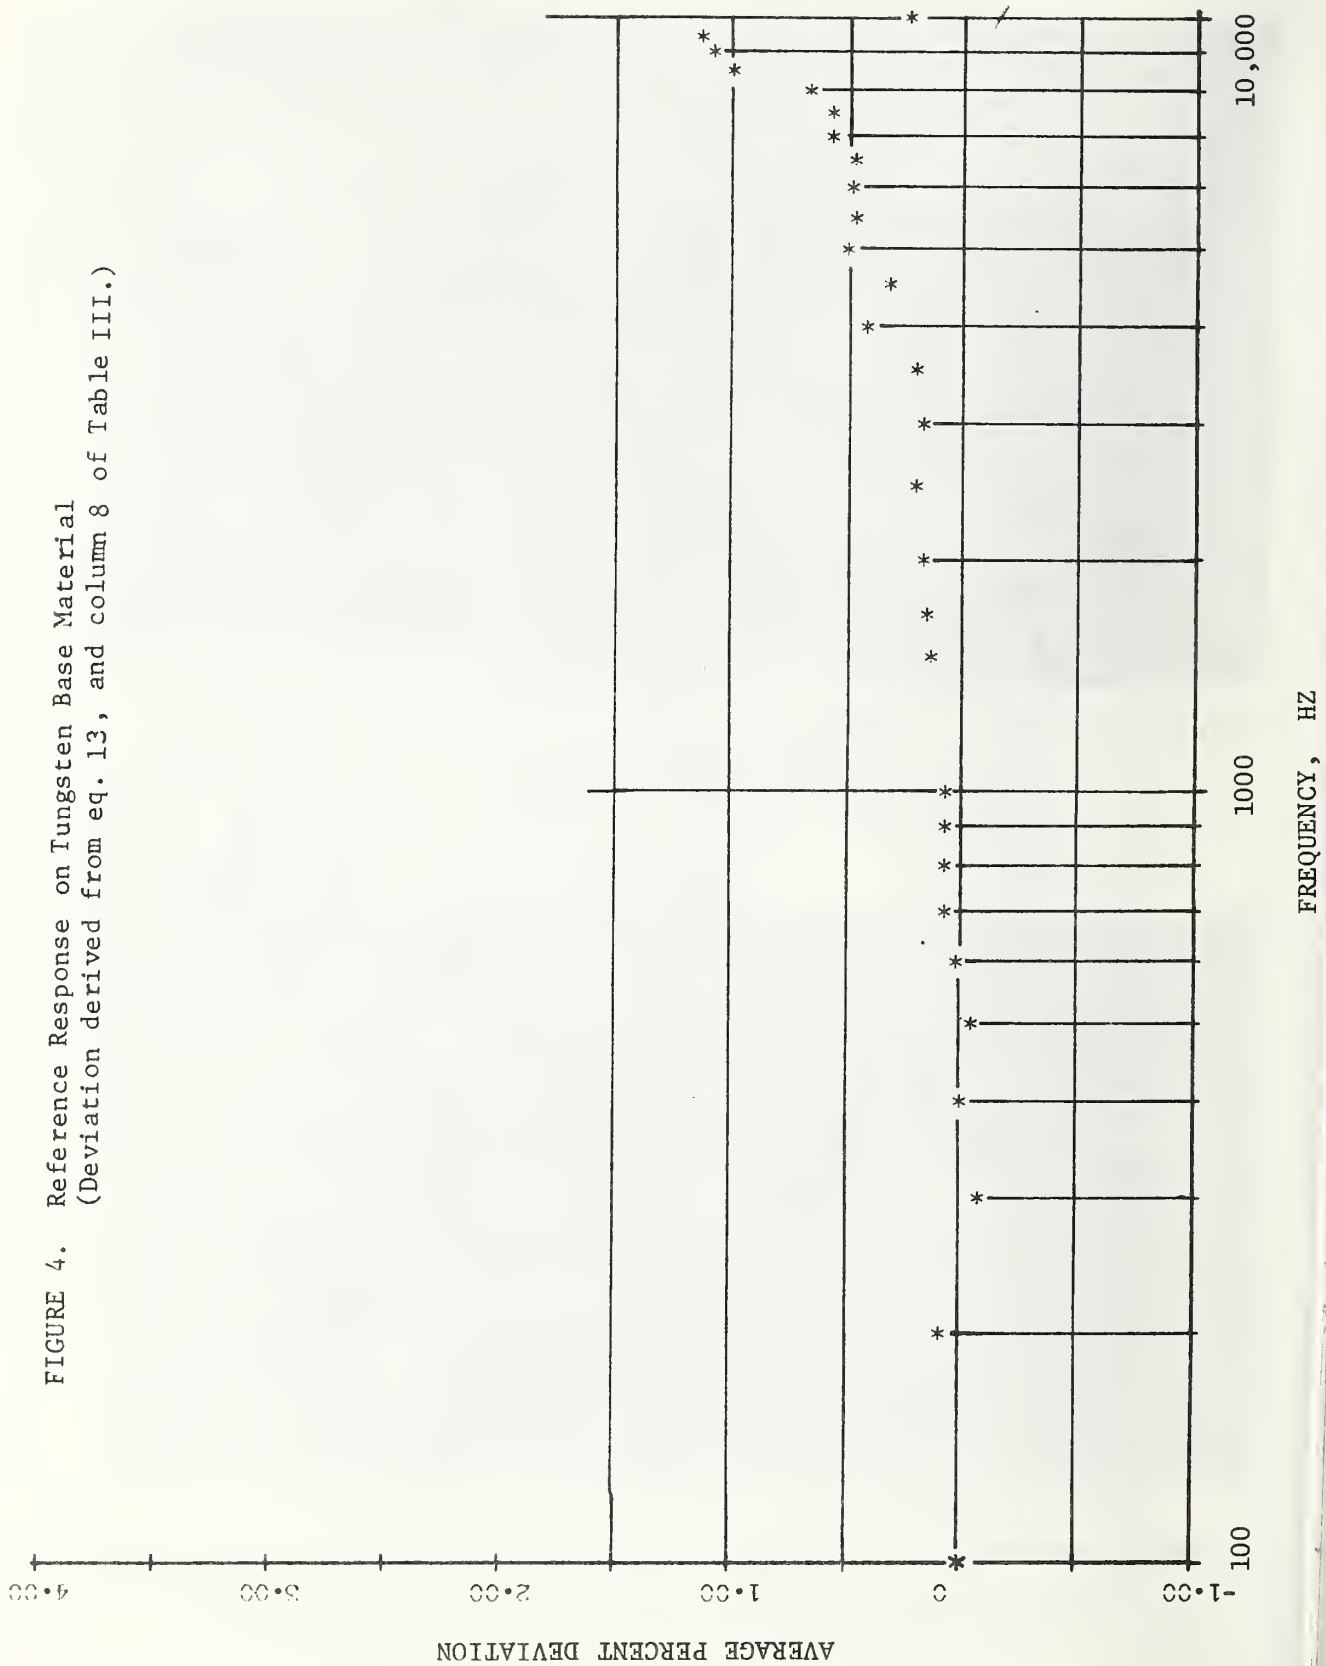 FIGURE 4. Reference Response on Tungsten Base Material
(Deviation derived from eq. 13, and column 8 of Table III.)
AVERAGE PERCENT DEVIATION
4.00
3.00
2.00
1.00
0
-1.00
100
1000
10,000
FREQUENCY, HZ